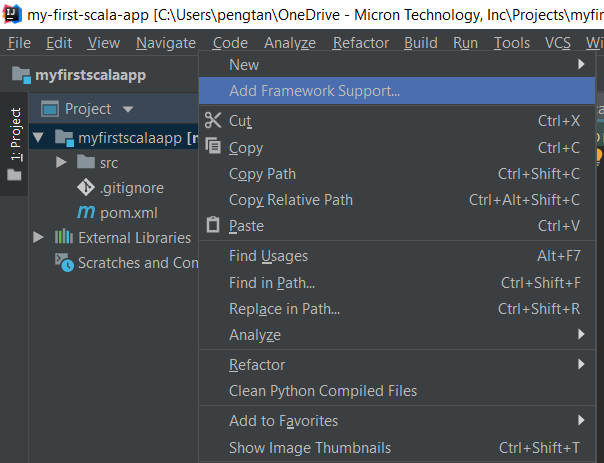 my-first-scala-app [C:\Users\pengtan\OneDrive - Micron Technology, Inc\Projects\myfir
File Edit View Navigate Code Analyze Refactor Build Run Tools VCS Wi
myfirstscalaapp
1: Project
Project
myfirstscalaapp
src
.gitignore
pom.xml
External Libraries
Scratches and Con
New
Add Framework Support...
Cut Ctrl+X
Copy Ctrl+C
Copy Path Ctrl+Shift+C
Copy Relative Path Ctrl+Alt+Shift+C
Paste Ctrl+V
Find Usages Alt+F7
Find in Path... Ctrl+Shift+F
Replace in Path... Ctrl+Shift+R
Analyze
Refactor
Clean Python Compiled Files
Add to Favorites
Show Image Thumbnails Ctrl+Shift+T